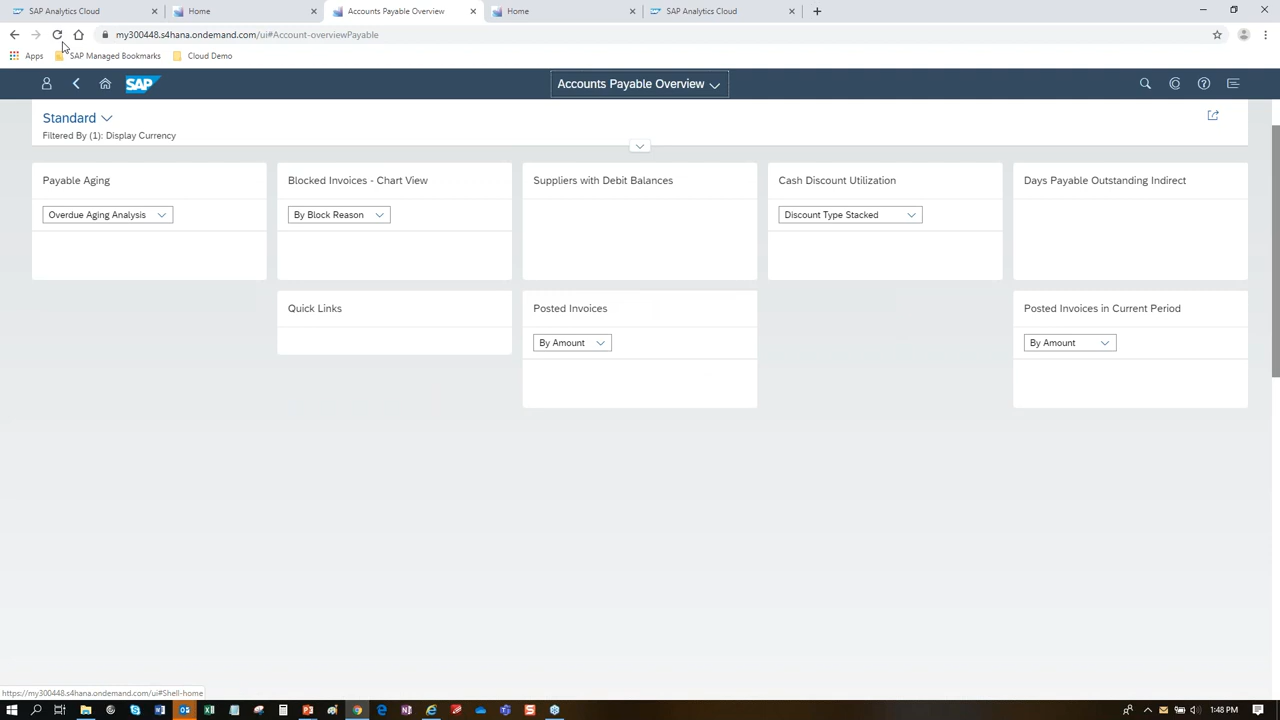 SAP Analytics Cloud
Home
Accounts Payable Overview
Home
SAP Analytics Cloud
my300448.s4hana.ondemand.com/ui#Account-overviewPayable
Apps
SAP Managed Bookmarks
Cloud Demo
SAP
Accounts Payable Overview
Standard
Filtered By (1): Display Currency
Payable Aging
Blocked Invoices - Chart View
Suppliers with Debit Balances
Cash Discount Utilization
Days Payable Outstanding Indirect
Overdue Aging Analysis
By Block Reason
Discount Type Stacked
Quick Links
Posted Invoices
Posted Invoices in Current Period
By Amount
By Amount
https://my300448.s4hana.ondemand.com/ui#Shell-home
1:48 PM